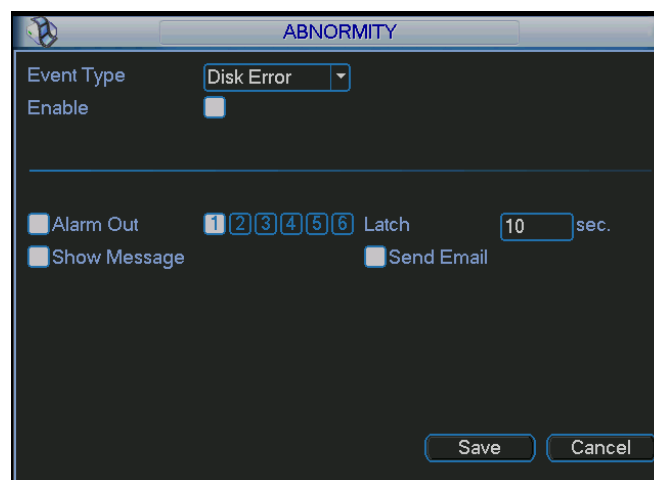 ABNORMITY
Event Type Disk Error
Enable
Alarm Out 1 2 3 4 5 6 Latch 10 sec.
Show Message Send Email
Save Cancel